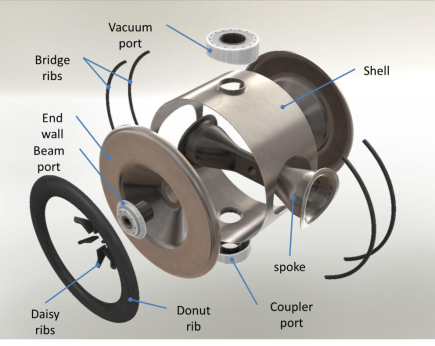 Vacuum
port
Bridge
ribs
Shell
End
wall
Beam
port
spoke
Daisy
ribs
Donut
rib
Coupler
port